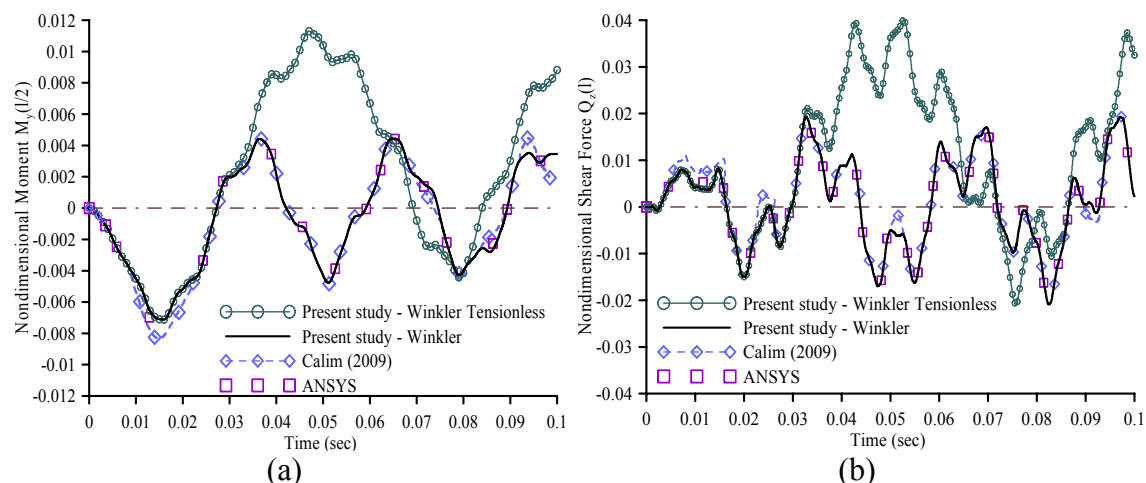 Nondimensional Moment My(l/2)
0.012
0.01
0.008
0.006
0.004
0.002
0
-0.002
-0.004
-0.006
-0.008
-0.01
-0.012
Present study - Winkler Tensionless
Present study - Winkler
Calim (2009)
ANSYS
0 0.01 0.02 0.03 0.04 0.05 0.06 0.07 0.08 0.09 0.1
Time (sec)
(a)
Nondimensional Shear Force Qz(l)
0.04
0.03
0.02
0.010
0
-0.01
-0.02
-0.03
-0.04
Present study - Winkler Tensionless
Present study - Winkler
Calim (2009)
ANSYS
0 0.01 0.02 0.03 0.04 0.05 0.06 0.07 0.08 0.09 0.1
Time (sec)
(b)